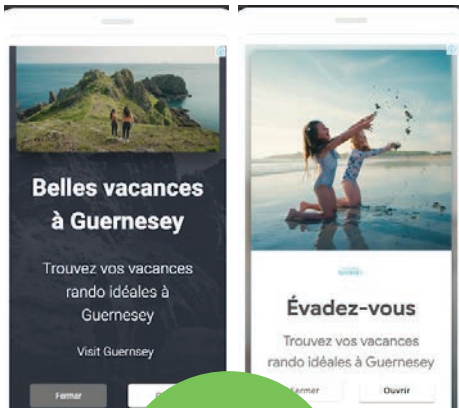 Belles vacances
à Guernesey
Trouvez vos vacances
rando idéales à
Guernesey
Visit Guernsey
Fermer
Évadez-vous
Trouvez vos vacances
rando idéales à Guernesey
Fermer
Ouvrir